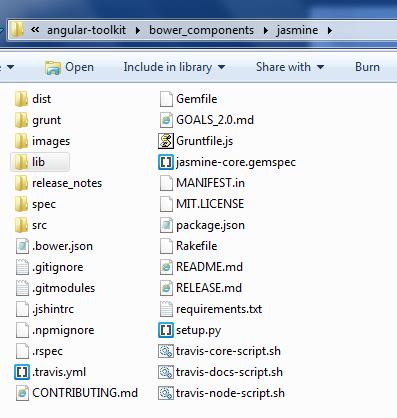 « angular-toolkit ▸ bower_components ▸ jasmine ▸
Open Include in library Share with Burn
dist
grunt
images
lib
release_notes
spec
src
.bower.json
.gitignore
.gitmodules
.jshintrc
.npmignore
.rspec
.travis.yml
CONTRIBUTING.md
Gemfile
GOALS_2.0.md
Gruntfile.js
jasmine-core.gemspec
MANIFEST.in
MIT.LICENSE
package.json
Rakefile
README.md
RELEASE.md
requirements.txt
setup.py
travis-core-script.sh
travis-docs-script.sh
travis-node-script.sh